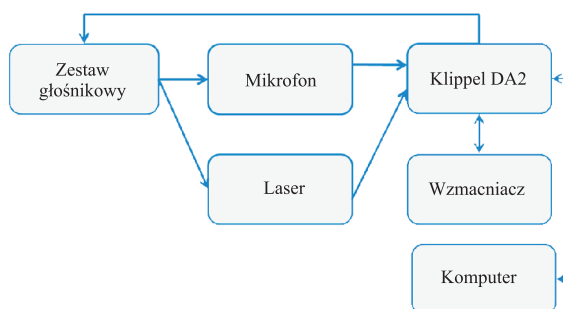 Zestaw
głośnikowy
Mikrofon
Klippel DA2
Laser
Wzmacniacz
Komputer